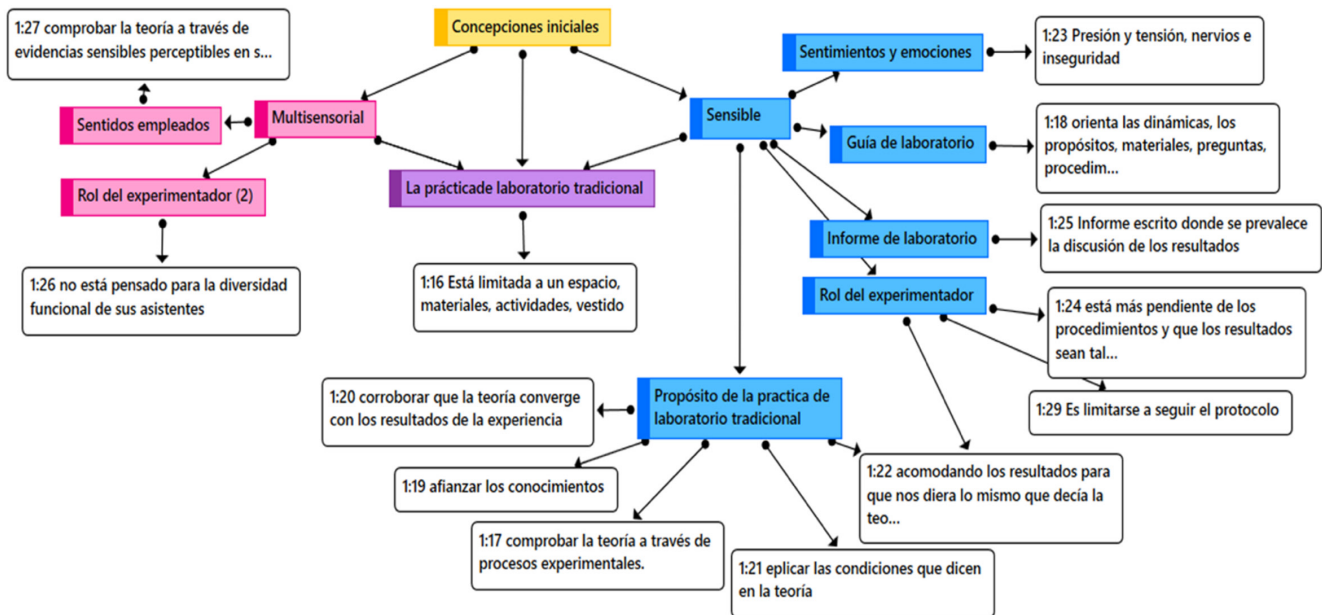 1:27 comprobar la teoría a través de
evidencias sensibles perceptibles en s...
Concepciones iniciales
Sentimientos y emociones
1:23 Presión y tensión, nervios e
inseguridad
Sentidos empleados
Multisensorial
Sensible
Guía de laboratorio
1:18 orienta las dinámicas, los
propósitos, materiales, preguntas,
procedim...
Rol del experimentador (2)
La prácticade laboratorio tradicional
Informe de laboratorio
1:25 Informe escrito donde se prevalece
la discusión de los resultados
1:26 no está pensado para la diversidad
funcional de sus asistentes
1:16 Está limitada a un espacio,
materiales, actividades, vestido
Rol del experimentador
1:24 está más pendiente de los
procedimientos y que los resultados
sean tal...
1:20 corroborar que la teoría converge
con los resultados de la experiencia
Propósito de la practica de
laboratorio tradicional
1:29 Es limitarse a seguir el protocolo
1:19 afianzar los conocimientos
1:22 acomodando los resultados para
que nos diera lo mismo que decía la
teo...
1:17 comprobar la teoría a través de
procesos experimentales.
1:21 eplicar las condiciones que dicen
en la teoría